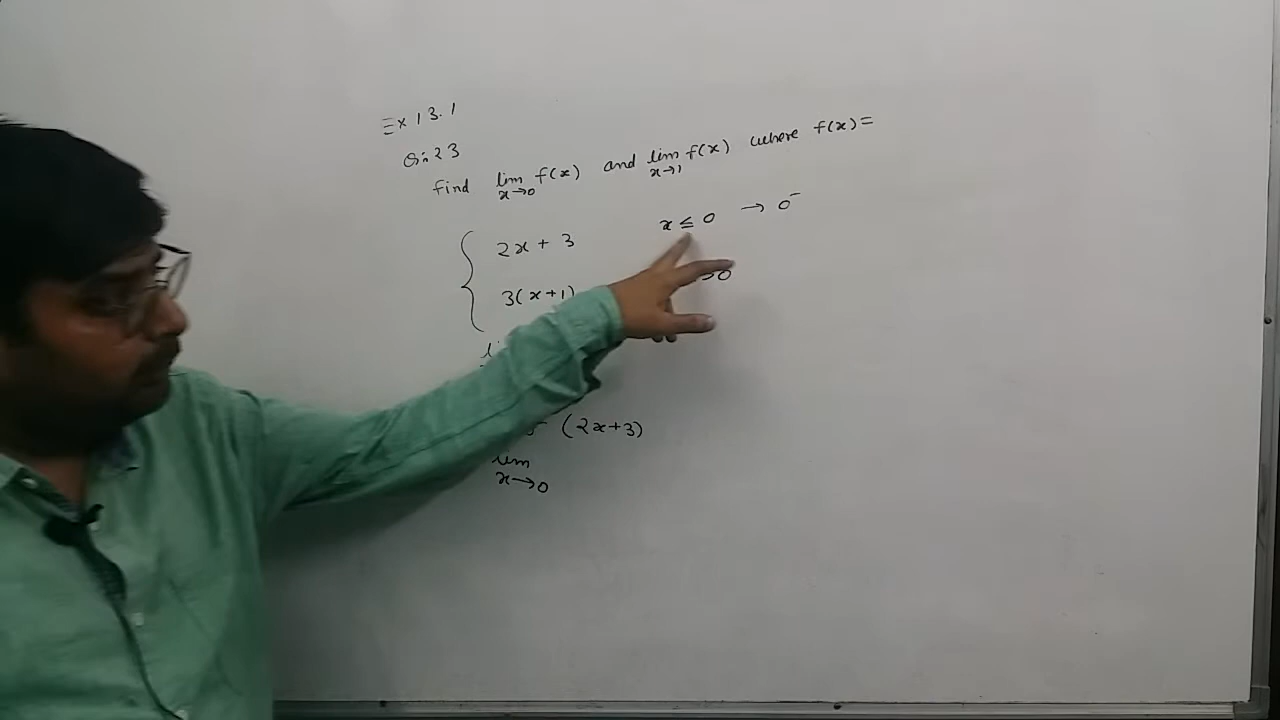 Ex 13.1
Q:23
Find lim x→0 f(x) and lim x→1 f(x) where f(x)=
{ 2x + 3 x ≤ 0 → 0⁻
3(x+1) >0
(2x+3)
lim
x→0